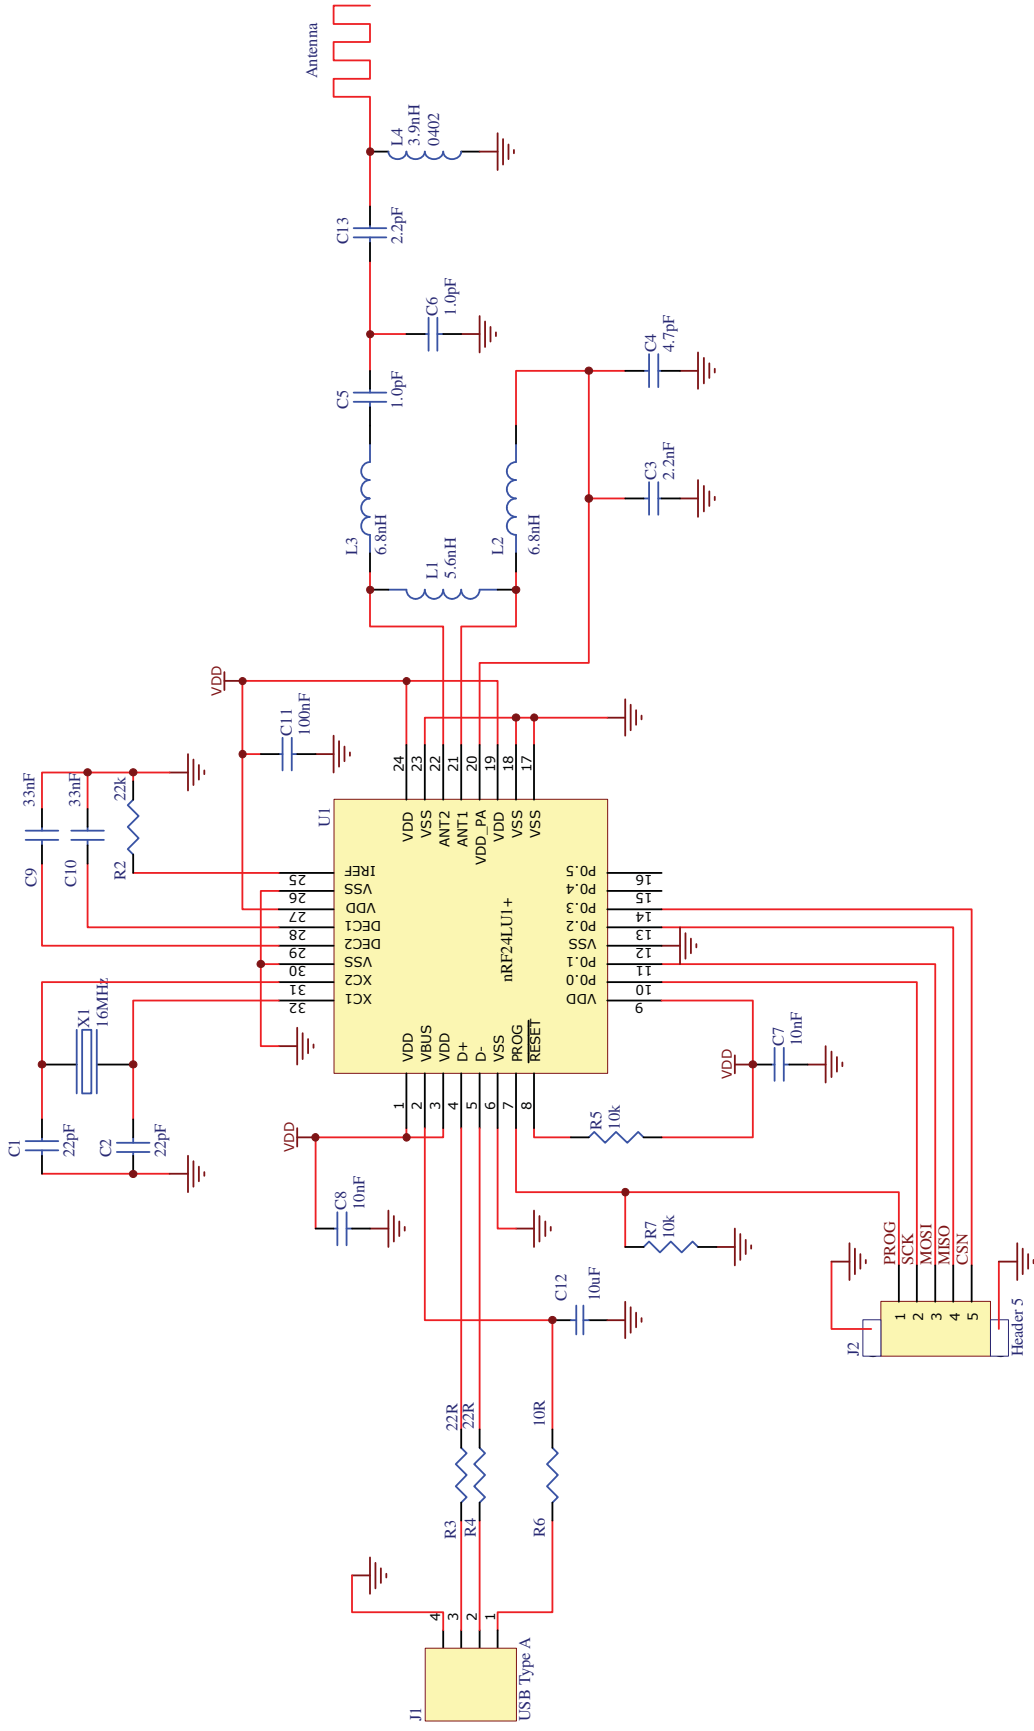 J1
USB Type A
4
3
2
1
R3
22R
R4
22R
R6
10R
C12
10uF
C8
10nF
VDD
C1
22pF
C2
22pF
X1
16MHz
C9
33nF
C10
33nF
R2
22k
VDD
C11
100nF
U1
nRF24LU1+
1
2
3
4
5
6
7
8
VDD
VBUS
VDD
D+
D-
VSS
PROG
RESET
9
10
11
12
13
14
15
16
VDD
P0.0
P0.1
VSS
P0.2
P0.3
P0.4
P0.5
17
18
19
20
21
22
23
24
VSS
VSS
VDD
VDD_PA
ANT1
ANT2
VSS
VDD
25
26
27
28
29
30
31
32
IREF
VSS
VDD
DEC1
DEC2
VSS
XC2
XC1
R5
10k
R7
10k
VDD
C7
10nF
J2
Header 5
1
2
3
4
5
PROG
SCK
MOSI
MISO
CSN
L1
5.6nH
L2
6.8nH
L3
6.8nH
C3
2.2nF
C4
4.7pF
C5
1.0pF
C6
1.0pF
C13
2.2pF
L4
3.9nH
0402
Antenna